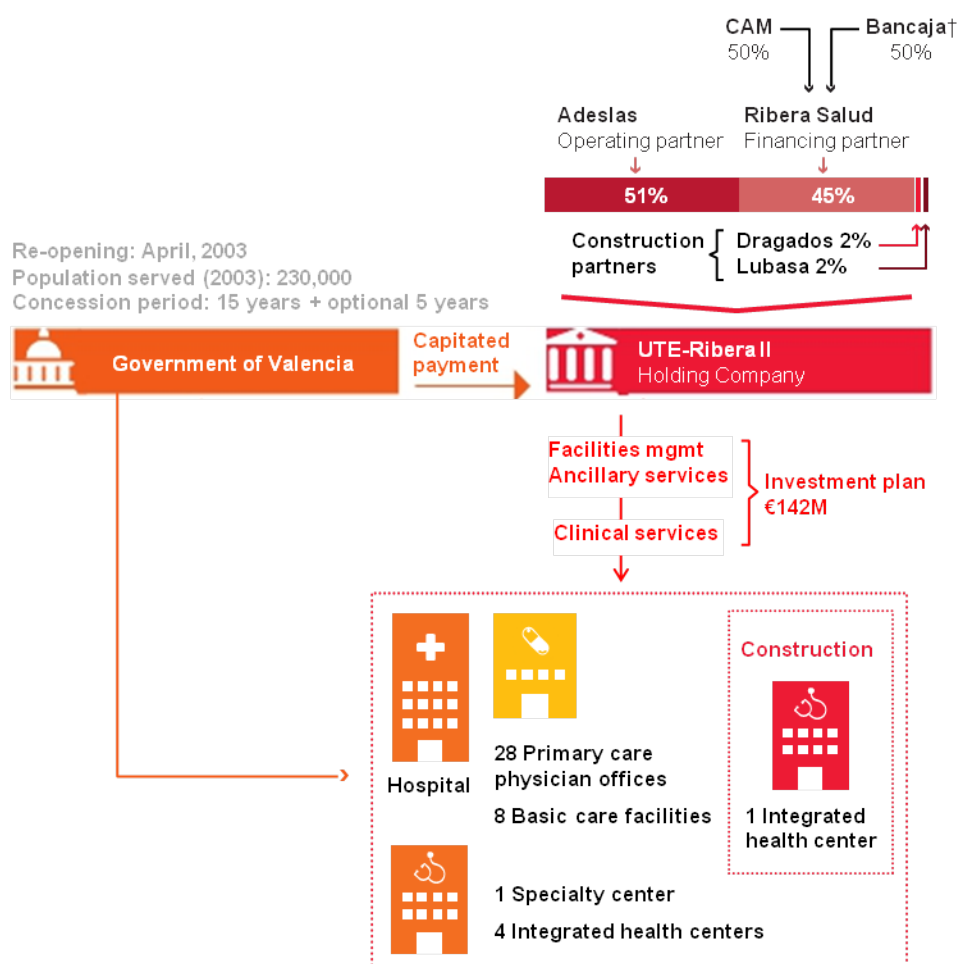 CAM
50%
Bancaja†
50%
Adeslas
Operating partner
Ribera Salud
Financing partner
51%
45%
Construction
partners
Dragados 2%
Lubasa 2%
Re-opening: April, 2003
Population served (2003): 230,000
Concession period: 15 years + optional 5 years
Government of Valencia
Capitated
payment
UTE-Ribera II
Holding Company
Facilities mgmt
Ancillary services
Clinical services
Investment plan
€142M
Hospital
28 Primary care
physician offices
8 Basic care facilities
Construction
1 Integrated
health center
1 Specialty center
4 Integrated health centers